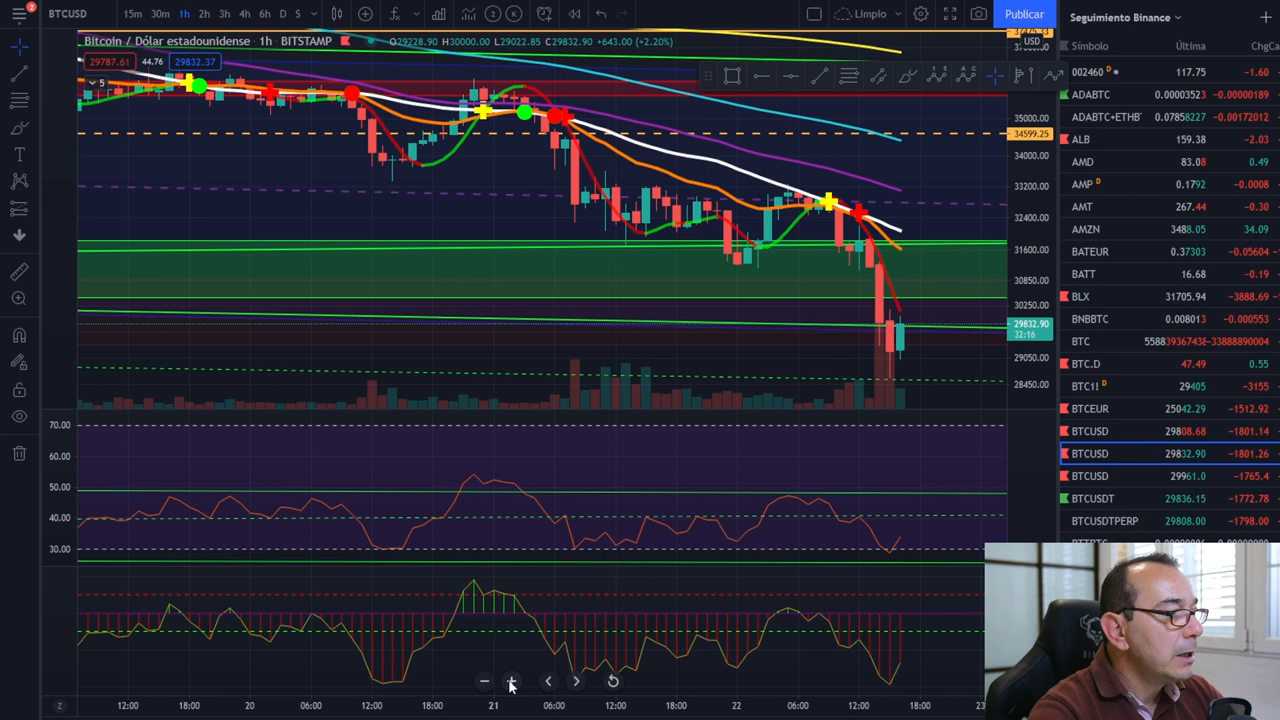 2
BTCUSD 15m 30m 1h 2h 3h 4h 6h D S Limpio Publicar
Bitcoin / Dólar estadounidense · 1h · BITSTAMP O29228.90 H30000.00 L29022.85 C29832.90 +643.00 (+2.20%)
29787.61 44.76 29832.37
5
USD
35000.00
34599.25
34000.00
33200.00
32400.00
31600.00
30850.00
30250.00
29832.90
32:16
29050.00
28450.00
70.00
60.00
50.00
40.00
30.00
12:00 18:00 20 06:00 12:00 18:00 21 06:00 12:00 18:00 22 06:00 12:00 18:00 23
Seguimiento Binance
Símbolo Última ChgCa
002460 D 117.75 -1.60
ADABTC 0.00002823 -0.00000189
ADABTC+ETHB 0.07858227 -0.00172012
ALB 159.38 -2.03
AMD 83.08 0.49
AMP D 0.1792 -0.0008
AMT 267.44 -0.30
AMZN 3488.05 34.09
BATEUR 0.37303 -0.05604
BATT 16.68 -0.19
BLX 31705.94 -3888.69
BNBBTC 0.008013 -0.000553
BTC
BTC.D 47.49 0.55
BTC1! D 29405 -3155
BTCEUR 25042.29 -1512.92
BTCUSD 29808.68 -1801.14
BTCUSD 29832.90 -1801.26
BTCUSD 29961.0 -1765.4
BTCUSDT 29836.15 -1772.78
BTCUSDTPERP 29808.00 -1798.00